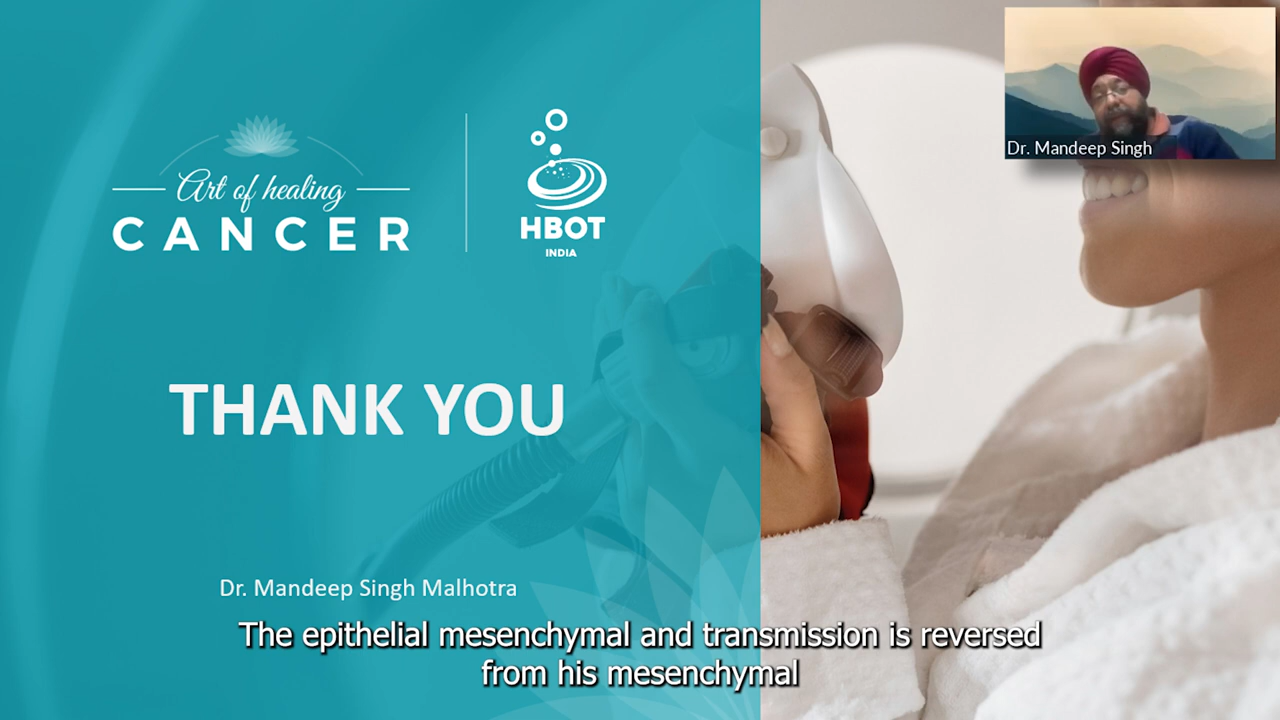 Art of healing
CANCER
HBOT
INDIA
Dr. Mandeep Singh
THANK YOU
Dr. Mandeep Singh Malhotra
The epithelial mesenchymal and transmission is reversed
from his mesenchymal